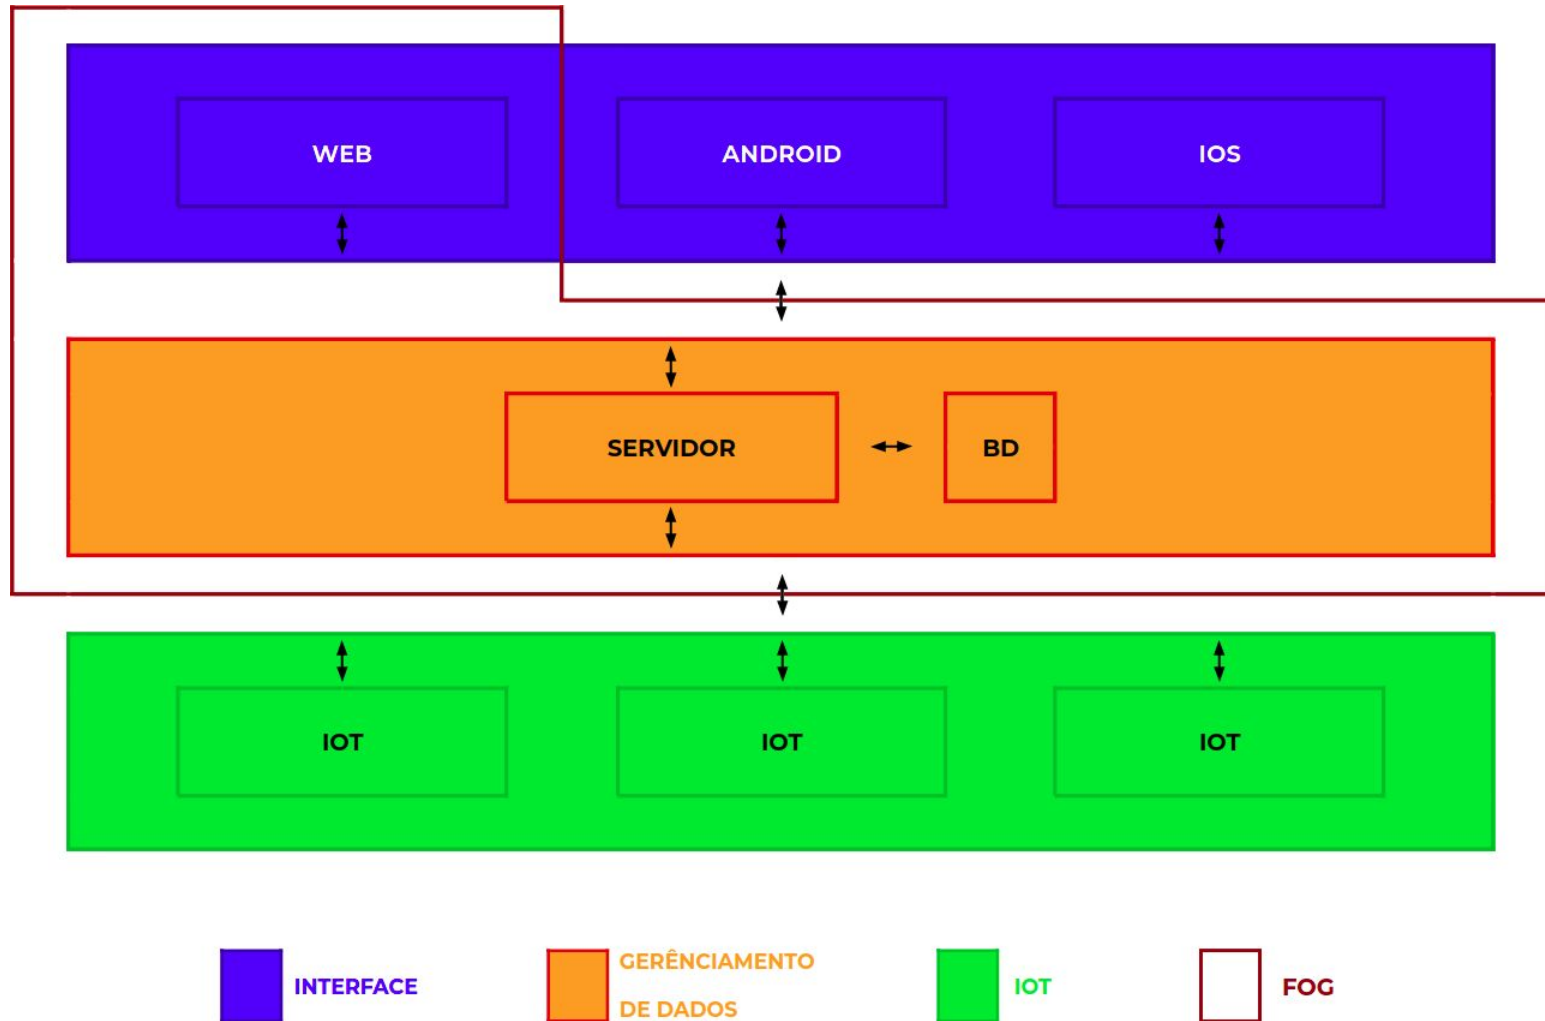 WEB
ANDROID
IOS
SERVIDOR
BD
IOT
IOT
IOT
INTERFACE
GERÊNCIAMENTO
DE DADOS
IOT
FOG